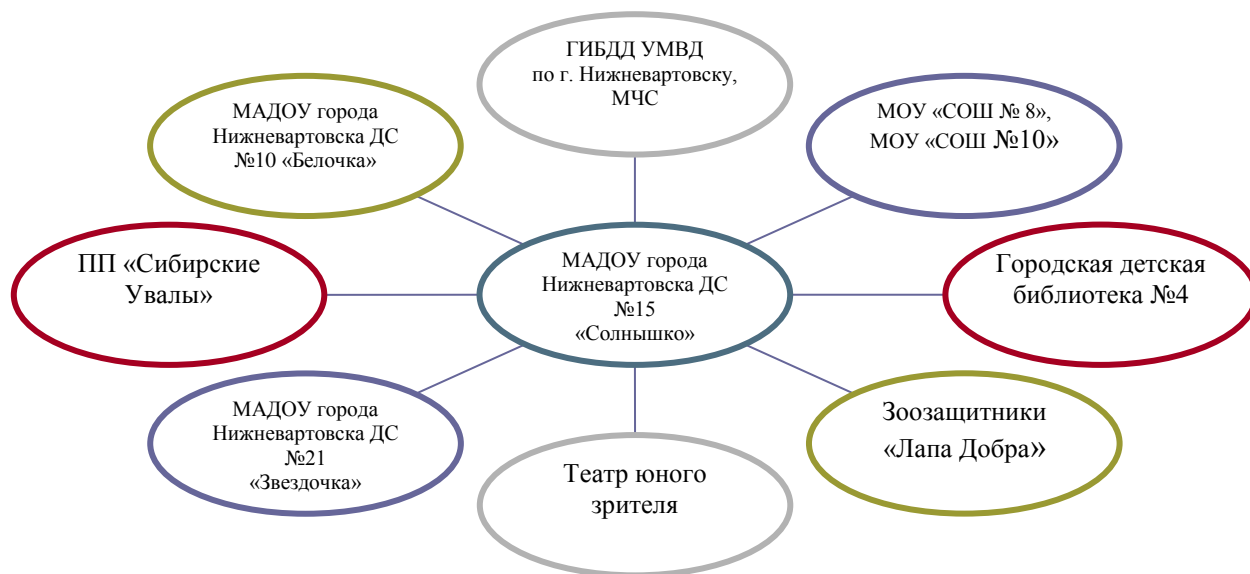 ГИБДД УМВД
по г. Нижневартовску,
МЧС
МАДОУ города
Нижневартовска ДС
№10 «Белочка»
МОУ «СОШ № 8»,
МОУ «СОШ №10»
ПП «Сибирские
Увалы»
МАДОУ города
Нижневартовска ДС
№15
«Солнышко»
Городская детская
библиотека №4
МАДОУ города
Нижневартовска ДС
№21
«Звездочка»
Театр юного
зрителя
Зоозащитники
«Лапа Добра»